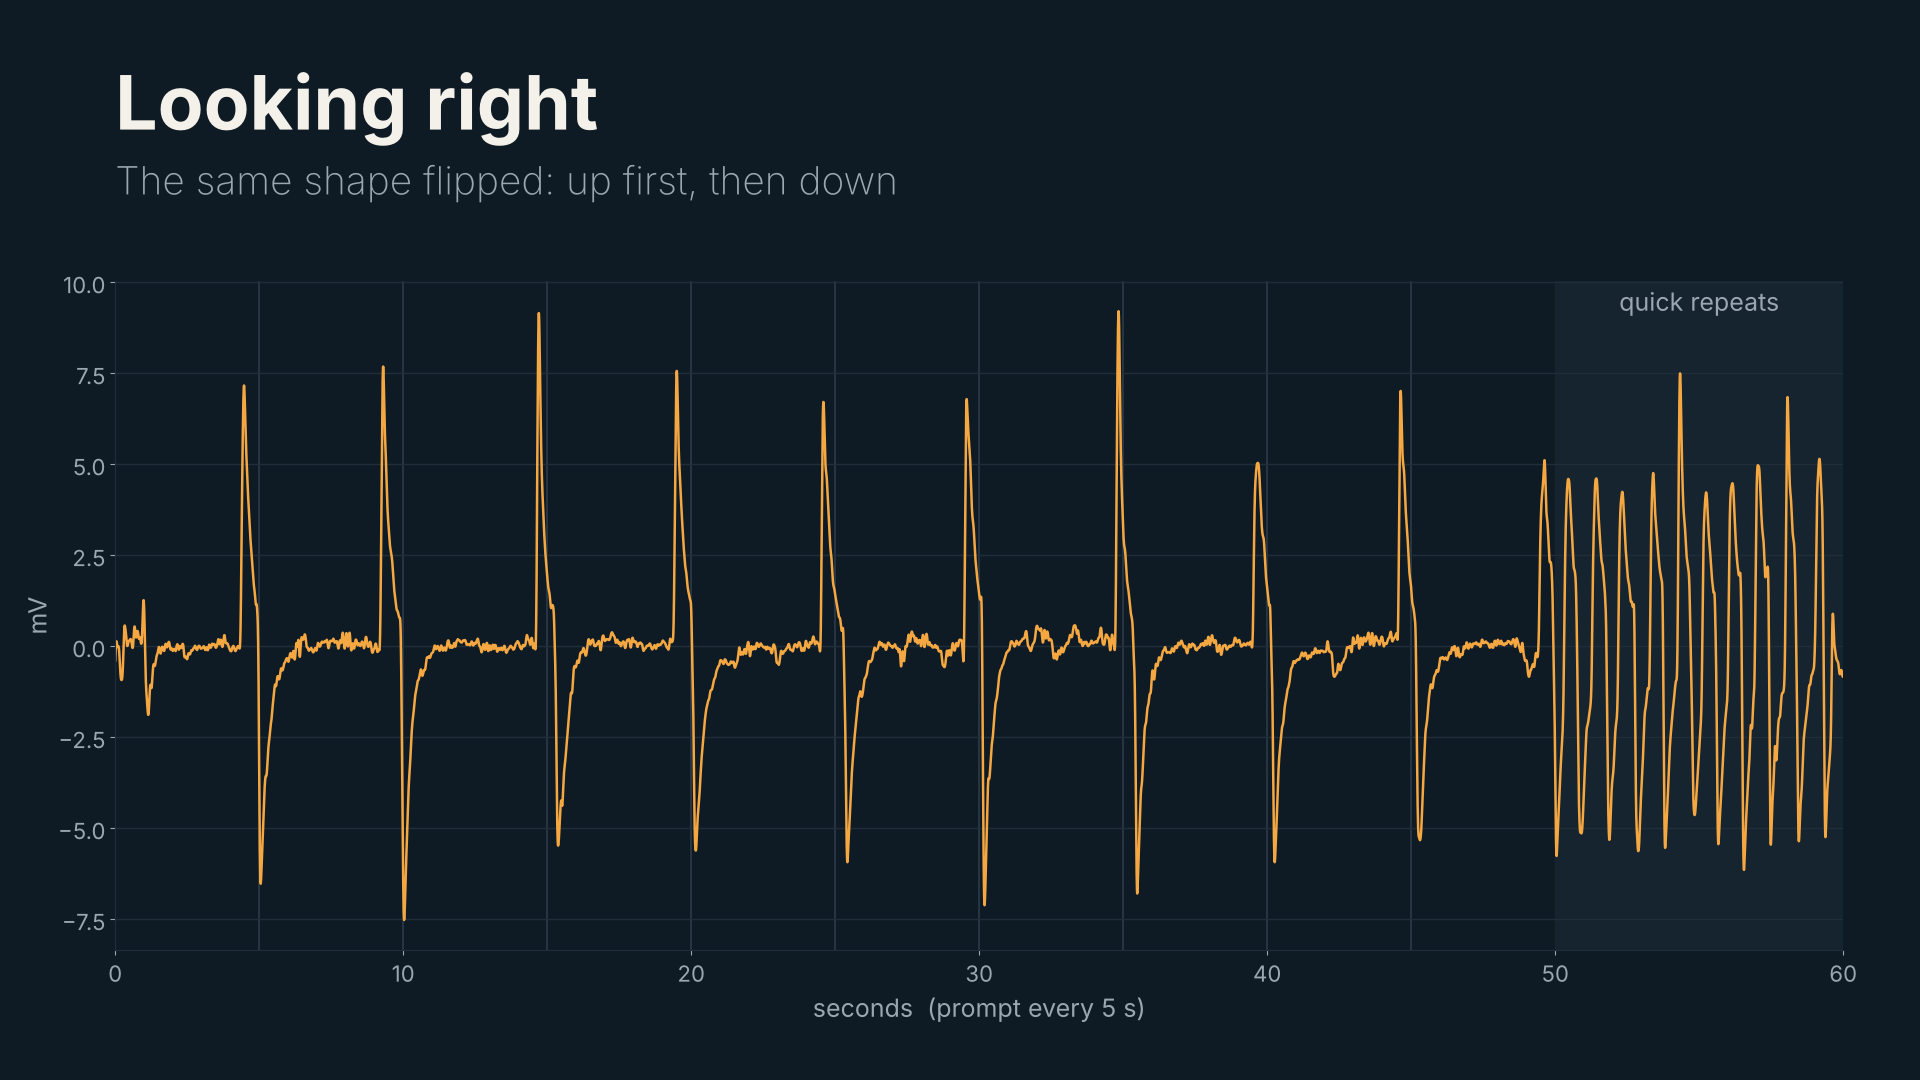 Looking right
The same shape flipped: up first, then down
quick repeats
10.0
7.5
5.0
2.5
0.0
−2.5
−5.0
−7.5
mV
0 10 20 30 40 50 60
seconds (prompt every 5 s)